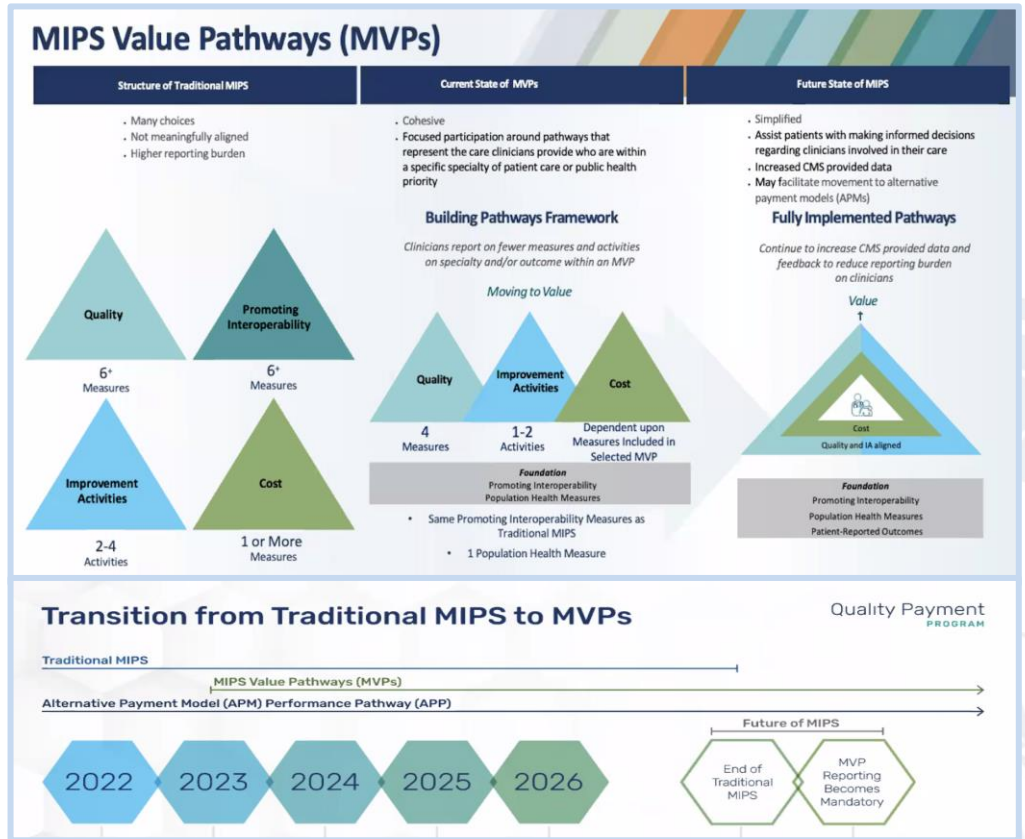 MIPS Value Pathways (MVPs)
Structure of Traditional MIPS
• Many choices
• Not meaningfully aligned
• Higher reporting burden
Quality
6+
Measures
Promoting
Interoperability
6+
Measures
Improvement
Activities
2-4
Activities
Cost
1 or More
Measures
Current State of MVPs
• Cohesive
• Focused participation around pathways that
represent the care clinicians provide who are within
a specific specialty of patient care or public health
priority
Building Pathways Framework
Clinicians report on fewer measures and activities
on specialty and/or outcome within an MVP
Moving to Value
Quality
4
Measures
Improvement
Activities
1-2
Activities
Cost
Dependent upon
Measures Included in
Selected MVP
Foundation
Promoting Interoperability
Population Health Measures
• Same Promoting Interoperability Measures as
Traditional MIPS
• 1 Population Health Measure
Future State of MIPS
• Simplified
• Assist patients with making informed decisions
regarding clinicians involved in their care
• Increased CMS provided data
• May facilitate movement to alternative
payment models (APMs)
Fully Implemented Pathways
Continue to increase CMS provided data and
feedback to reduce reporting burden
on clinicians
Value
Cost
Quality and IA aligned
Foundation
Promoting Interoperability
Population Health Measures
Patient-Reported Outcomes
Transition from Traditional MIPS to MVPs
Quality Payment
PROGRAM
Traditional MIPS
MIPS Value Pathways (MVPs)
Alternative Payment Model (APM) Performance Pathway (APP)
Future of MIPS
2022
2023
2024
2025
2026
End of
Traditional
MIPS
MVP
Reporting
Becomes
Mandatory